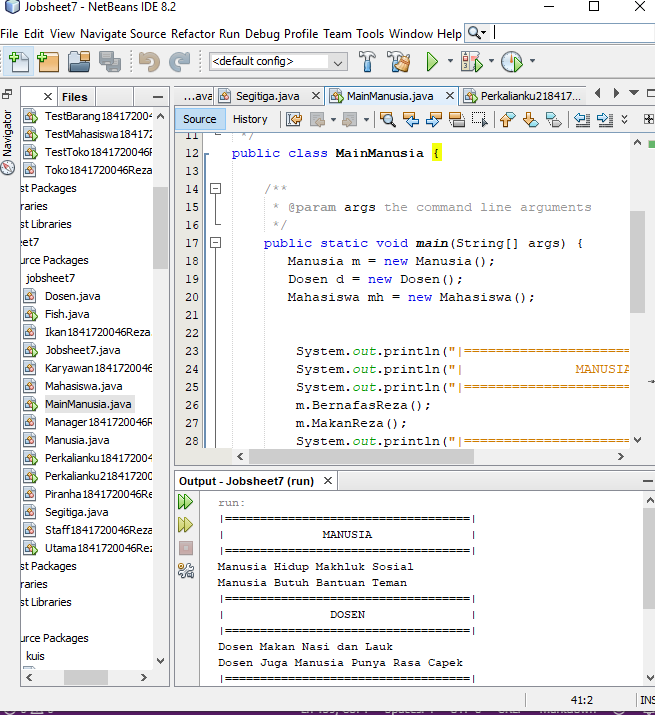 Jobsheet7 - NetBeans IDE 8.2
File Edit View Navigate Source Refactor Run Debug Profile Team Tools Window Help
<default config>
Files
...ava Segitiga.java MainManusia.java Perkalianku218417...
Navigator
Source History
TestBarang18417200
TestMahasiswa18417
TestToko1841720046F
Toko1841720046Reza
st Packages
raries
st Libraries
et7
urce Packages
jobsheet7
Dosen.java
Fish.java
Ikan1841720046Reza.
Jobsheet7.java
Karyawan184172004
Mahasiswa.java
MainManusia.java
Manager1841720046
Manusia.java
Perkalianku1841720
Perkalianku2184172
Piranha1841720046R
Segitiga.java
Staff1841720046Rez
Utama1841720046Rez
st Packages
raries
st Libraries
urce Packages
kuis
11 */
12 public class MainManusia {
13
14 /**
15 * @param args the command line arguments
16 */
17 public static void main(String[] args) {
18 Manusia m = new Manusia();
19 Dosen d = new Dosen();
20 Mahasiswa mh = new Mahasiswa();
21
22
23 System.out.println("|=====================
24 System.out.println("| MANUSIA
25 System.out.println("|=====================
26 m.BernafasReza();
27 m.MakanReza();
28 System.out.println("|=====================
Output - Jobsheet7 (run)
run:
|===================================|
| MANUSIA |
|===================================|
Manusia Hidup Makhluk Sosial
Manusia Butuh Bantuan Teman
|===================================|
| DOSEN |
|===================================|
Dosen Makan Nasi dan Lauk
Dosen Juga Manusia Punya Rasa Capek
|===================================|
41:2 INS